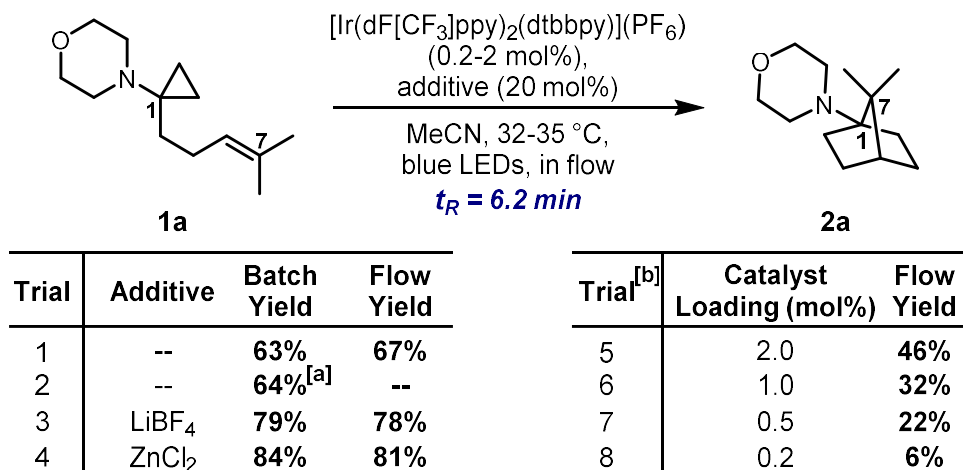 [Ir(dF[CF3]ppy)2(dtbbpy)](PF6)
(0.2-2 mol%),
additive (20 mol%)
MeCN, 32-35 °C,
blue LEDs, in flow
tR = 6.2 min
O
N
1
7
1a
O
N
7
1
2a
Trial Additive Batch Yield Flow Yield
1 -- 63% 67%
2 -- 64%[a] --
3 LiBF4 79% 78%
4 ZnCl2 84% 81%
Trial[b] Catalyst Loading (mol%) Flow Yield
5 2.0 46%
6 1.0 32%
7 0.5 22%
8 0.2 6%